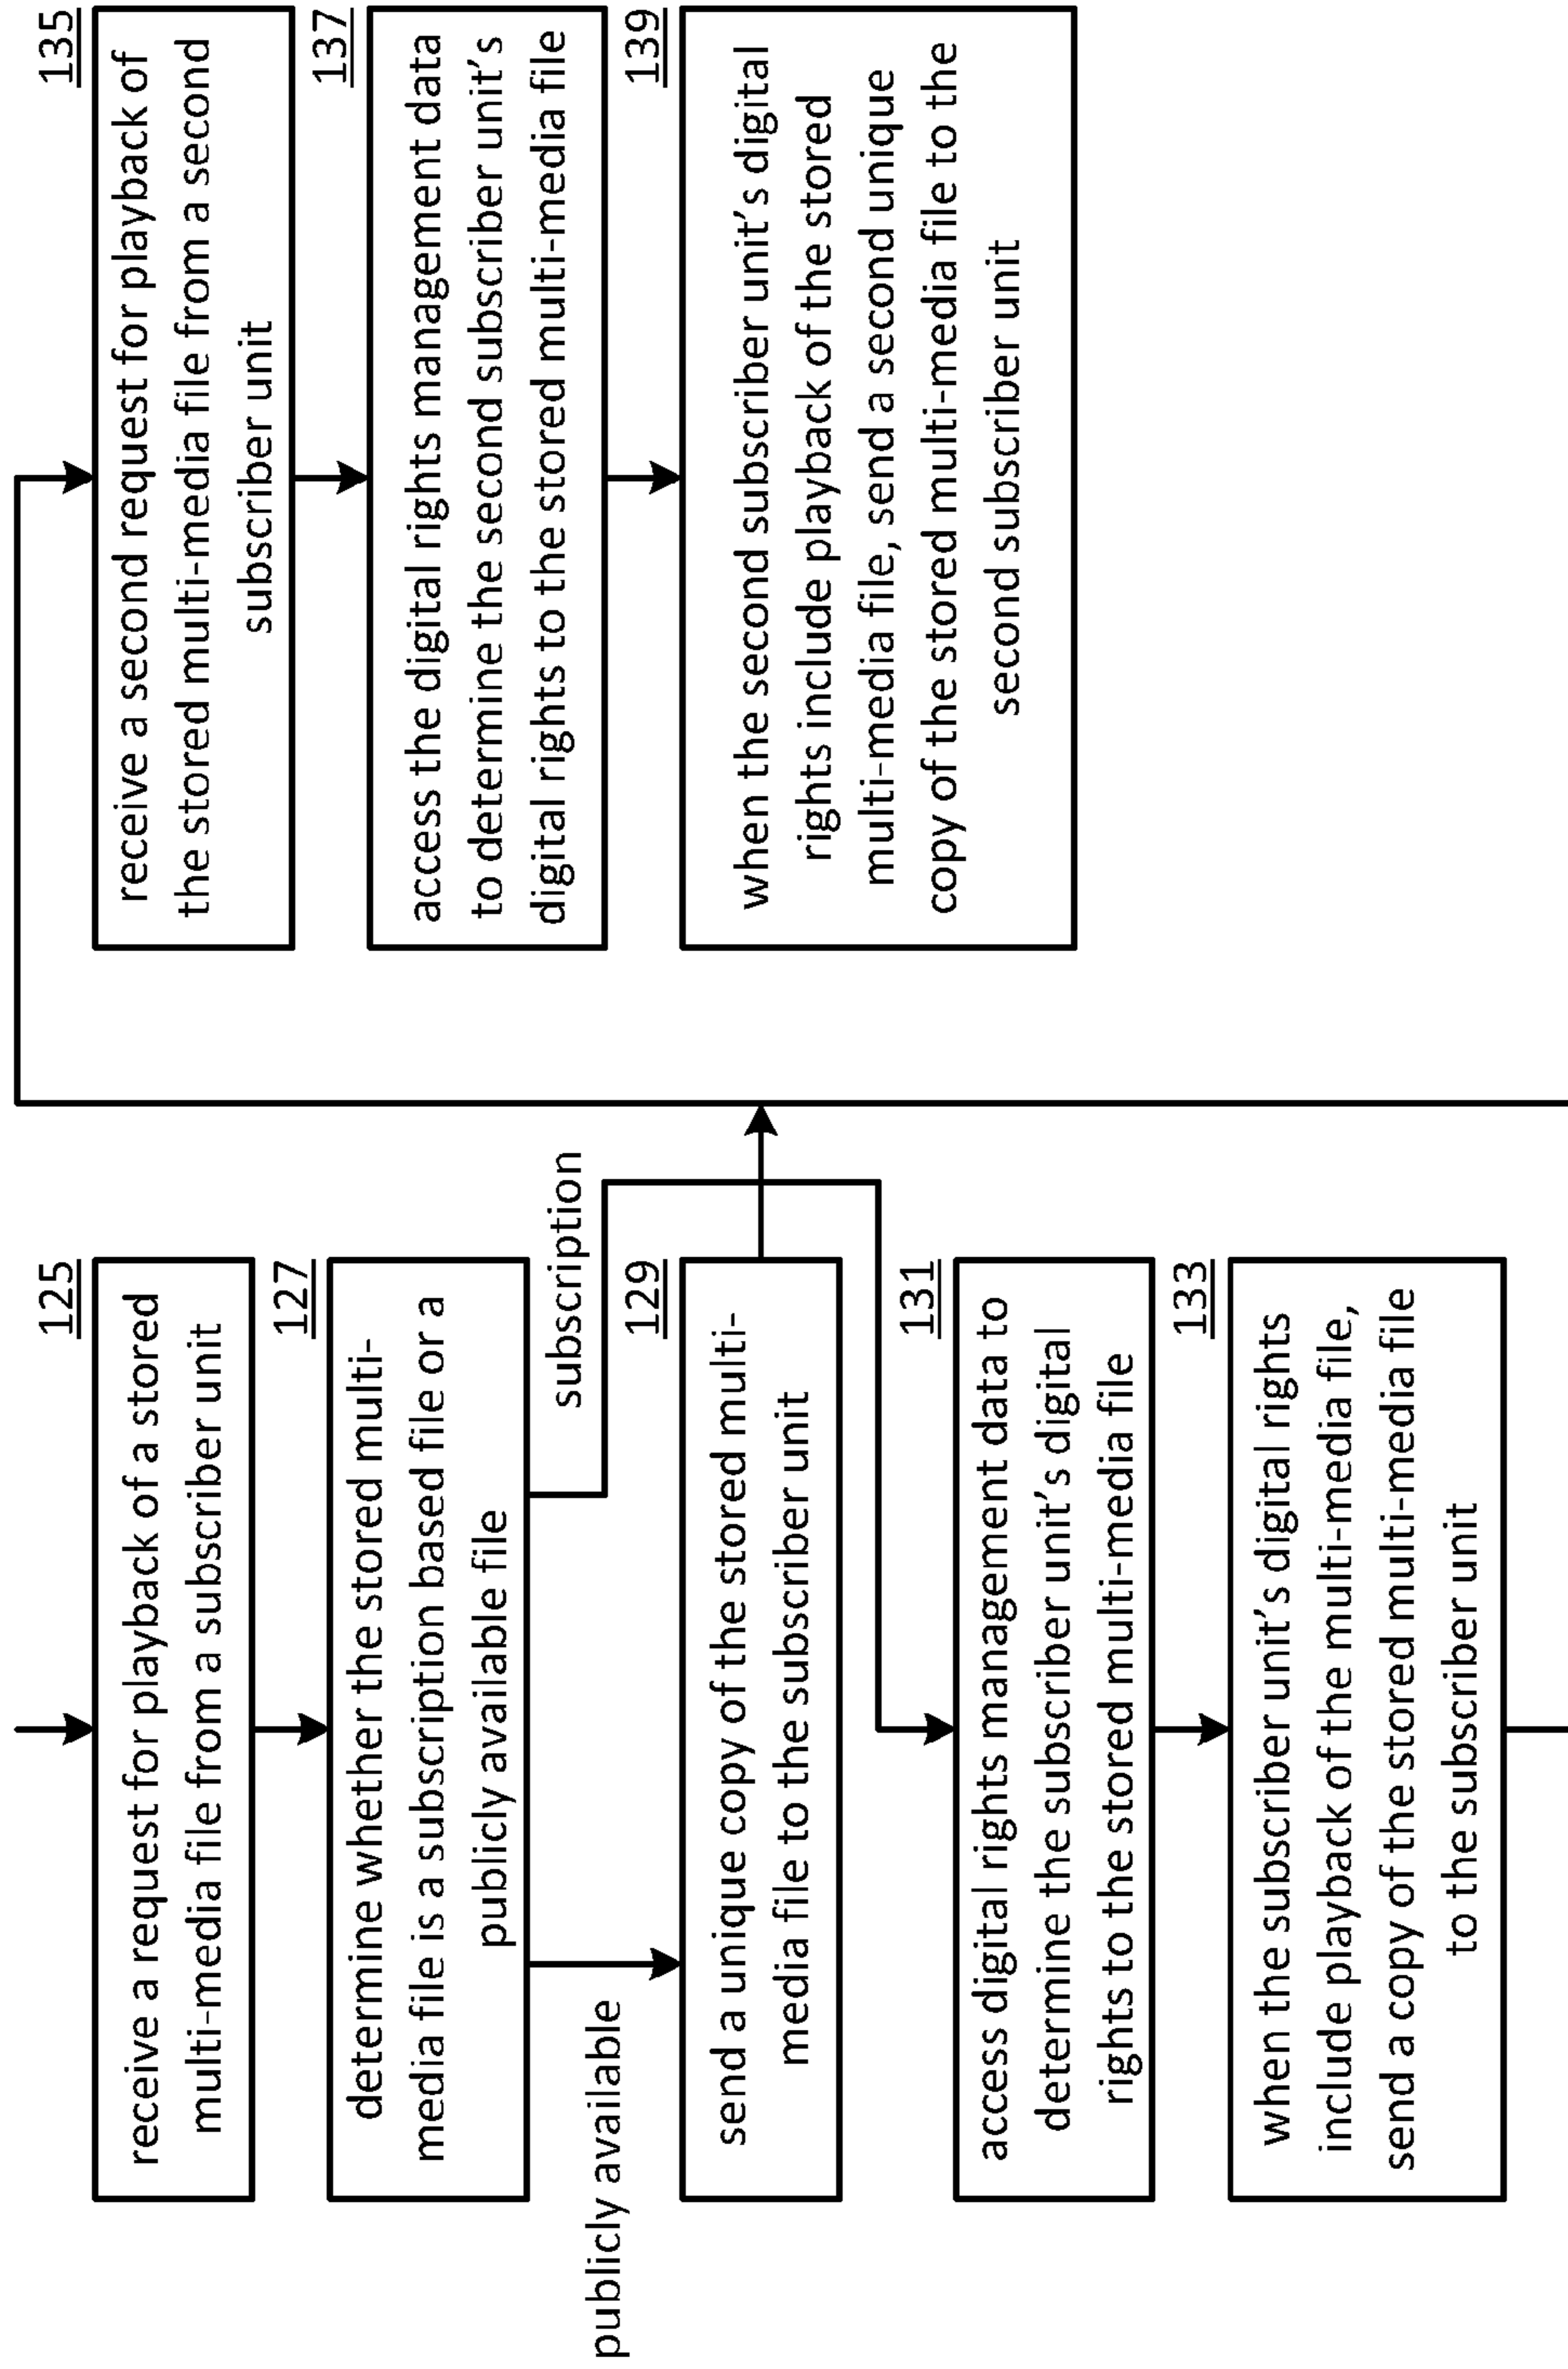 125
receive a request for playback of a stored
multi-media file from a subscriber unit
127
determine whether the stored multi-
media file is a subscription based file or a
publicly available file
publicly available
subscription
129
send a unique copy of the stored multi-
media file to the subscriber unit
131
access digital rights management data to
determine the subscriber unit's digital
rights to the stored multi-media file
133
when the subscriber unit's digital rights
include playback of the multi-media file,
send a copy of the stored multi-media file
to the subscriber unit
135
receive a second request for playback of
the stored multi-media file from a second
subscriber unit
137
access the digital rights management data
to determine the second subscriber unit's
digital rights to the stored multi-media file
139
when the second subscriber unit's digital
rights include playback of the stored
multi-media file, send a second unique
copy of the stored multi-media file to the
second subscriber unit